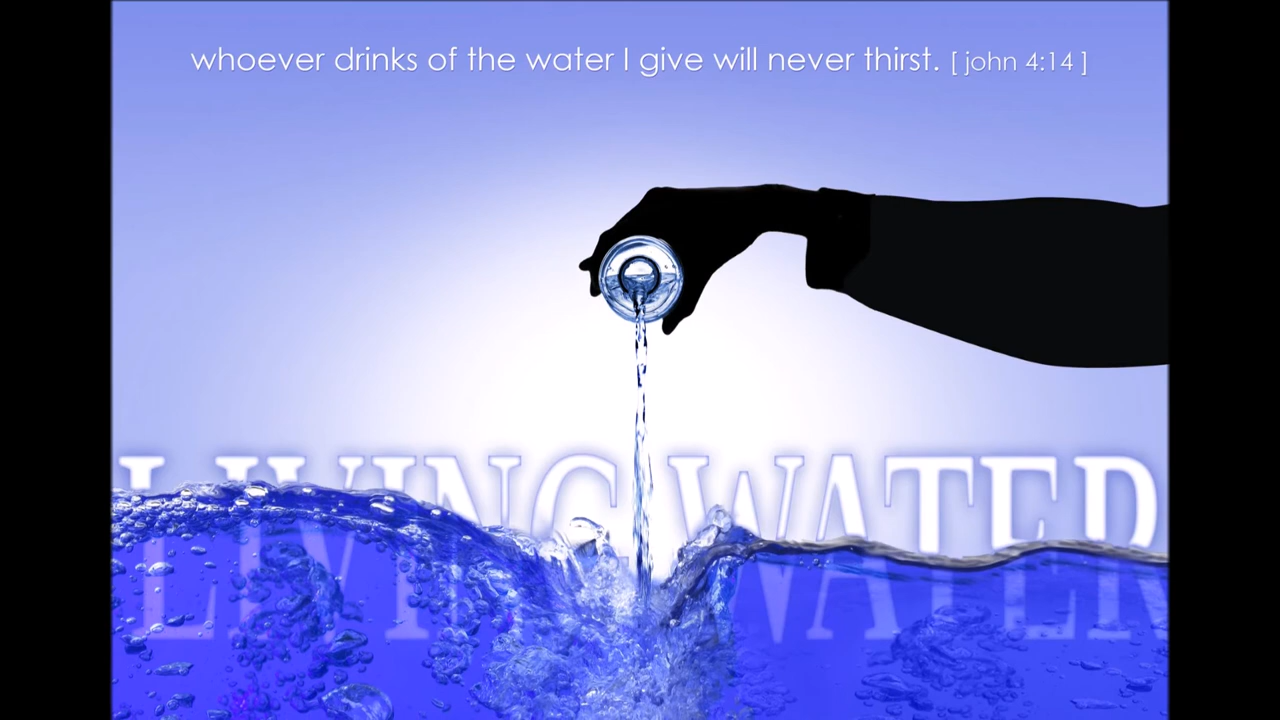 whoever drinks of the water I give will never thirst. [ john 4:14 ]
LIVING WATER